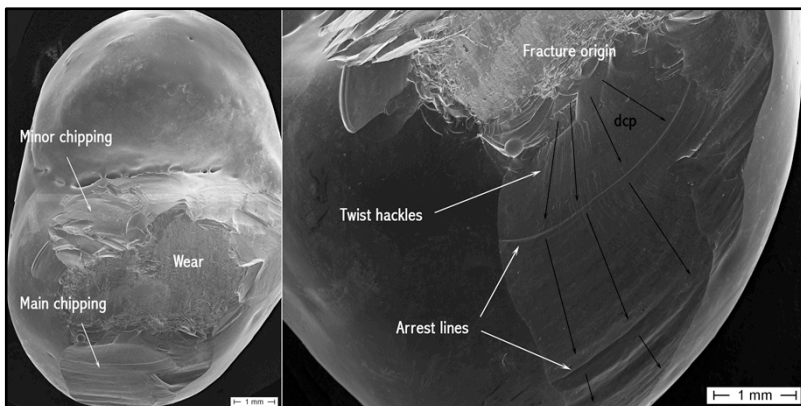 Minor chipping
Wear
Main chipping
1 mm
Fracture origin
dcp
Twist hackles
Arrest lines
1 mm